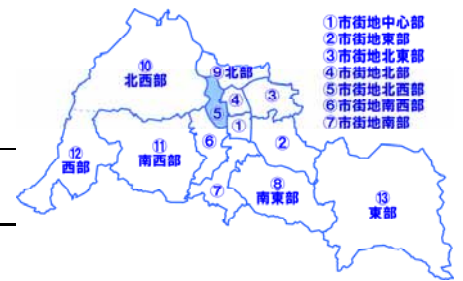 ①市街地中心部
②市街地東部
③市街地北東部
④市街地北部
⑤市街地北西部
⑥市街地南西部
⑦市街地南部
⑩
北西部
⑨北部
③
④
⑤
①
②
⑥
⑪
南西部
⑫
西部
⑦
⑧
南東部
⑬
東部